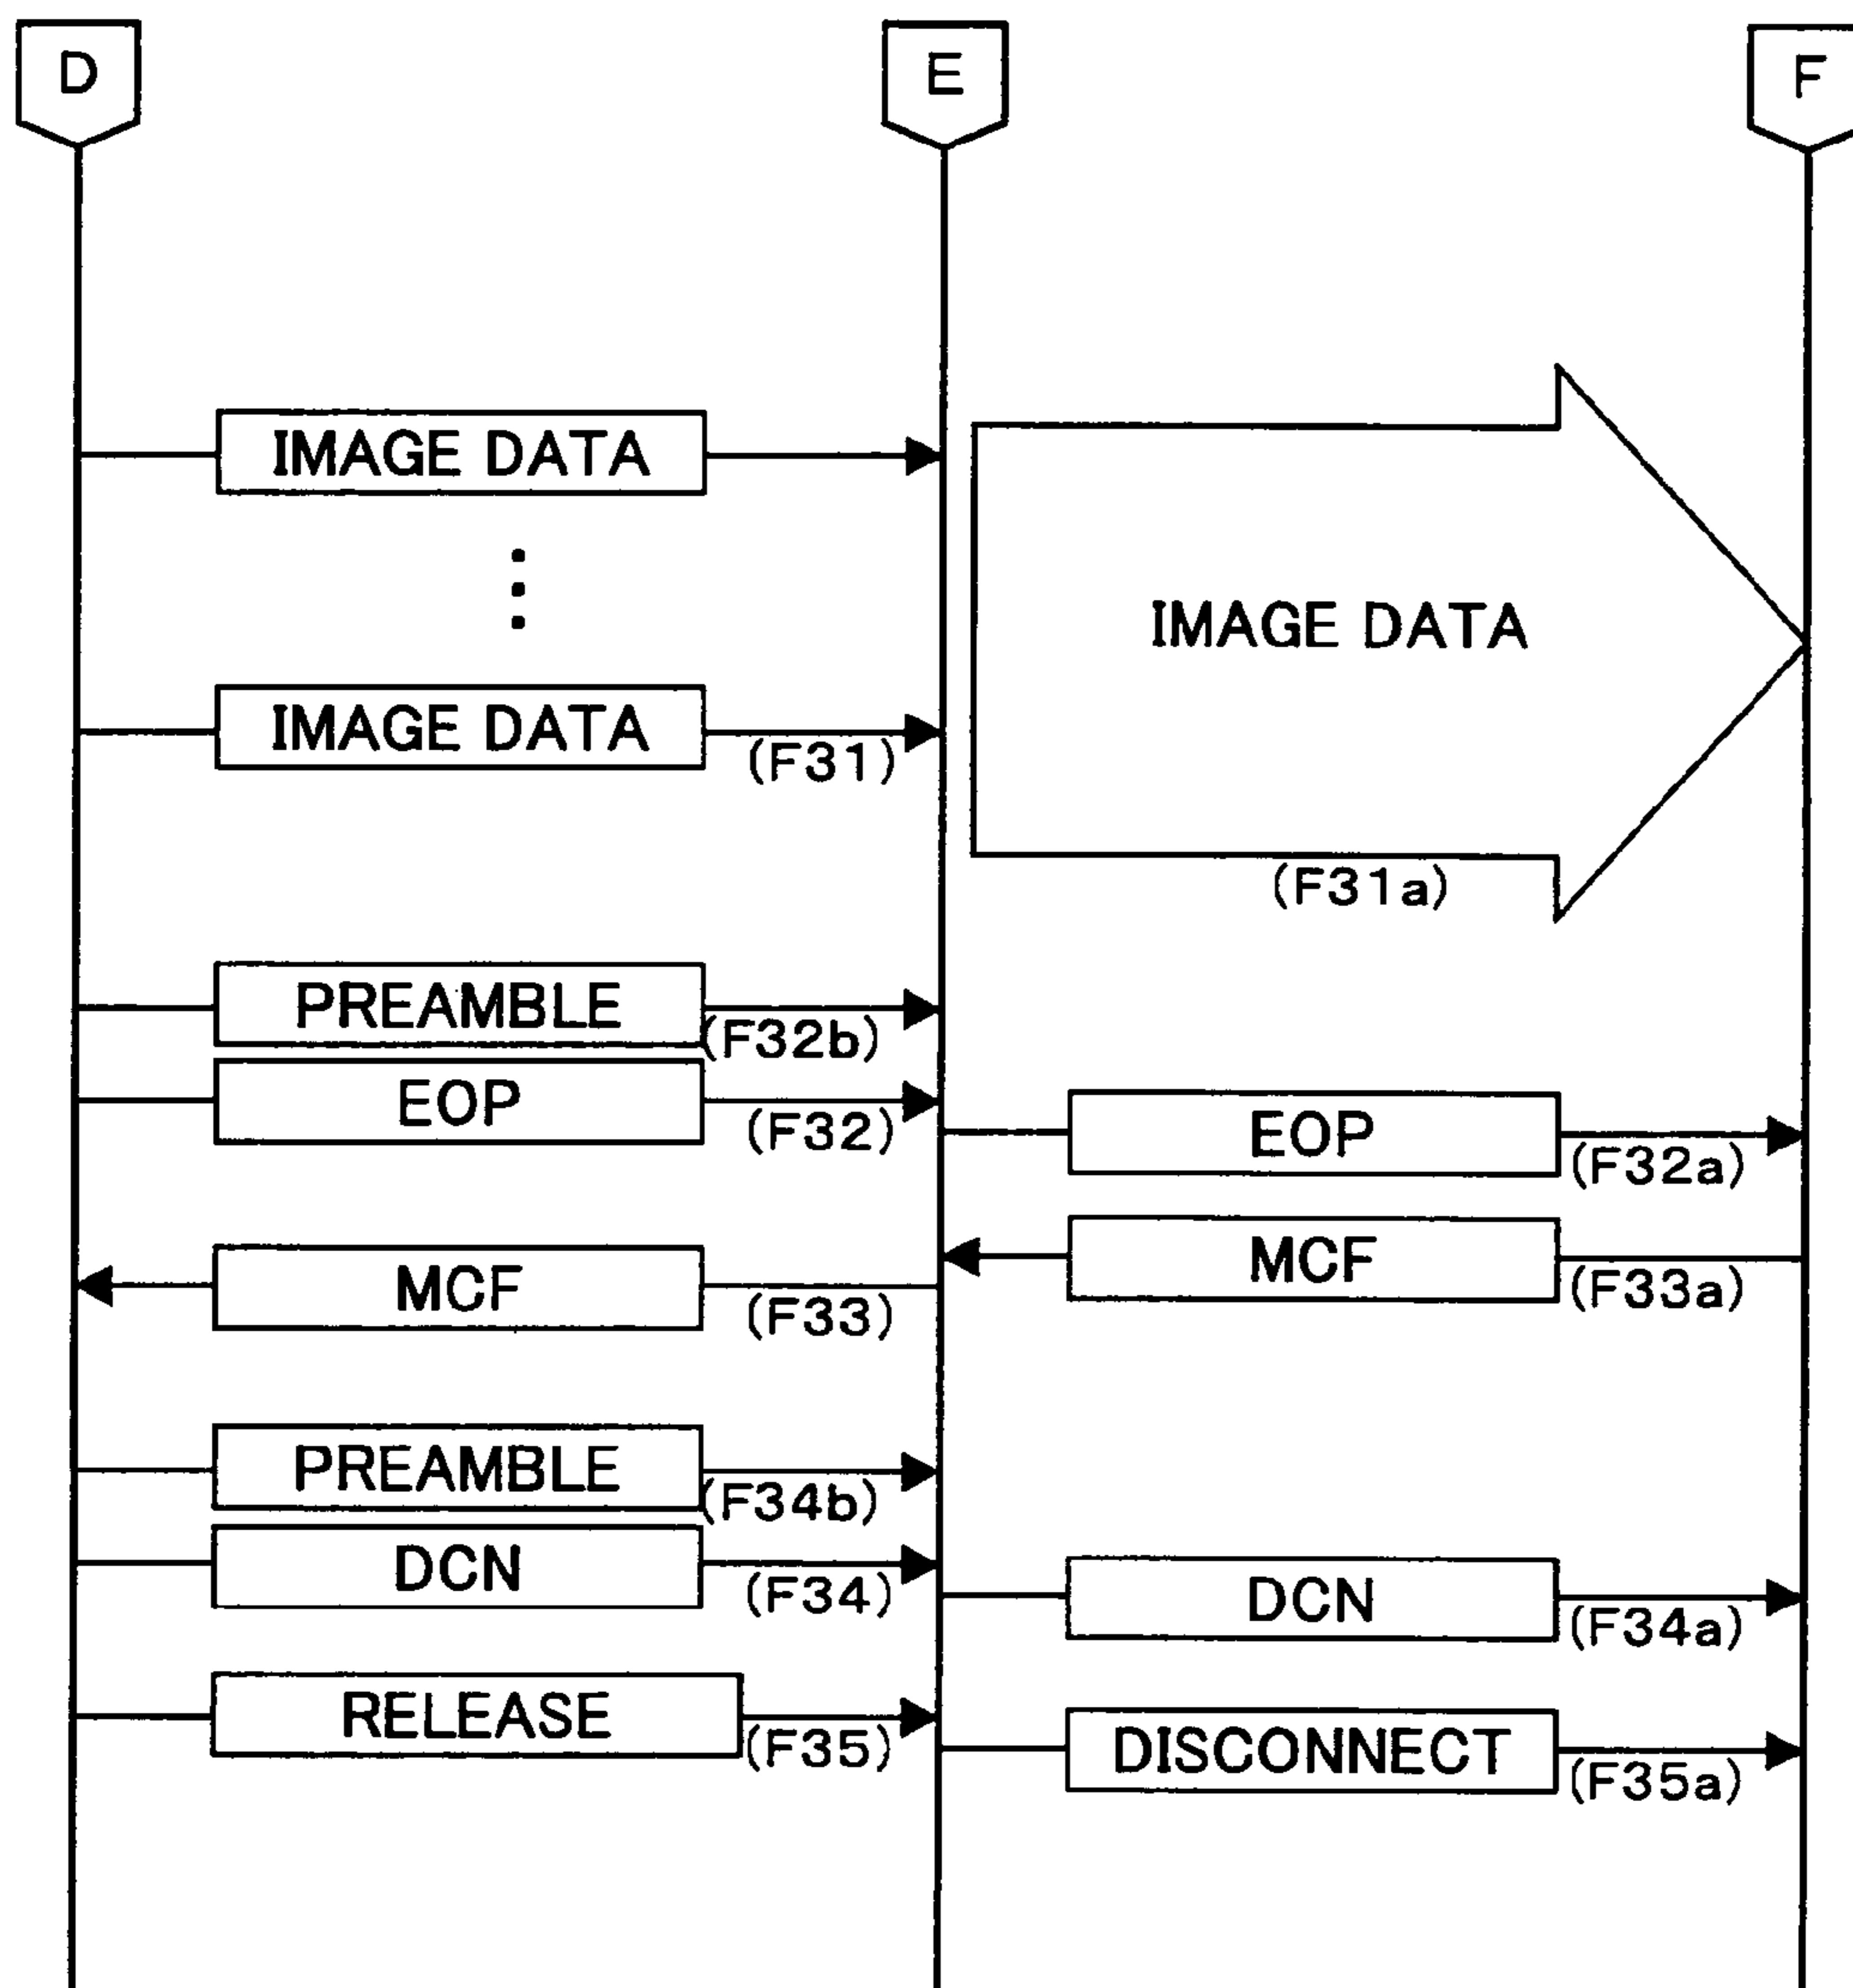 D
E
F
IMAGE DATA
IMAGE DATA
IMAGE DATA
(F31)
(F31a)
PREAMBLE
(F32b)
EOP
(F32)
EOP
(F32a)
MCF
(F33a)
MCF
(F33)
PREAMBLE
(F34b)
DCN
(F34)
DCN
(F34a)
RELEASE
(F35)
DISCONNECT
(F35a)